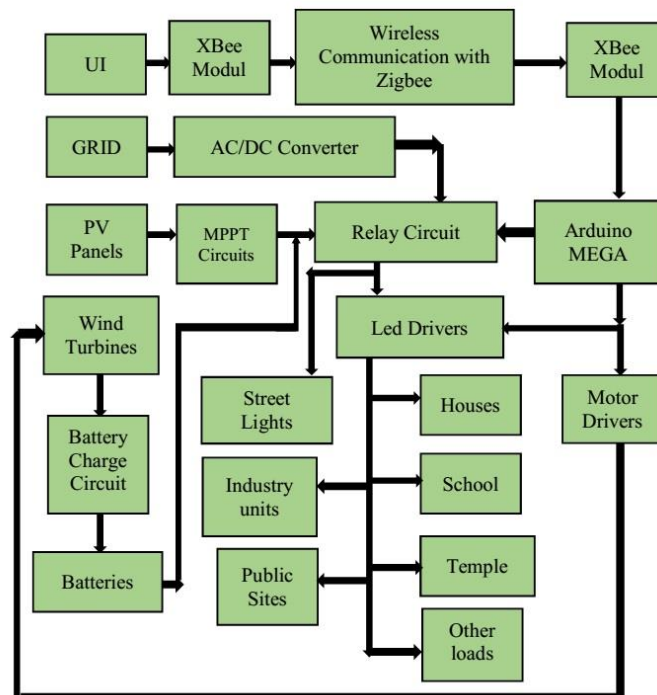 UI
XBee
Modul
Wireless
Communication with
Zigbee
XBee
Modul
GRID
AC/DC Converter
PV
Panels
MPPT
Circuits
Relay Circuit
Arduino
MEGA
Wind
Turbines
Led Drivers
Street
Lights
Houses
Motor
Drivers
Battery
Charge
Circuit
Industry
units
School
Batteries
Public
Sites
Temple
Other
loads